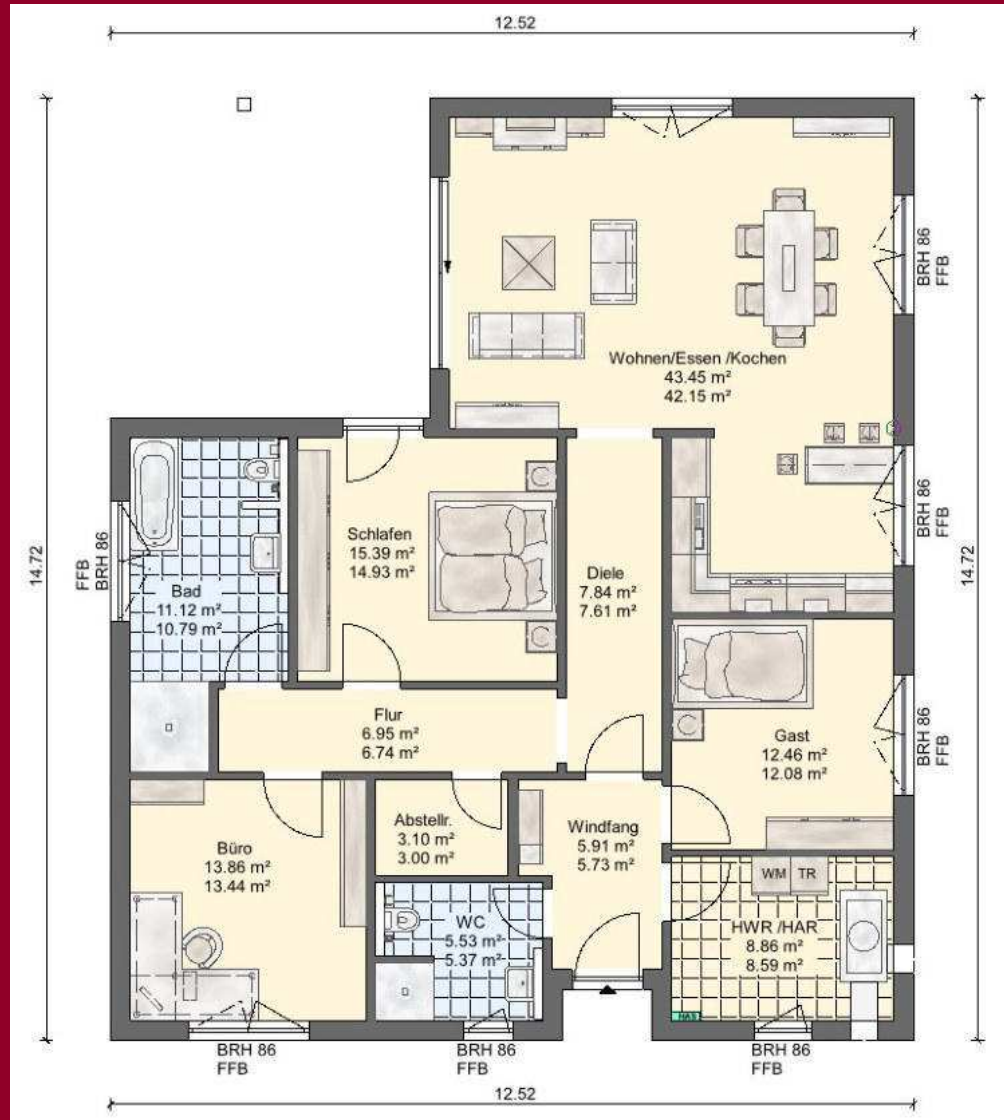 12.52
BRH 86
FFB
Wohnen/Essen /Kochen
43.45 m²
42.15 m²
14.72
14.72
FFB
BRH 86
Bad
11.12 m²
10.79 m²
Schlafen
15.39 m²
14.93 m²
Diele
7.84 m²
7.61 m²
BRH 86
FFB
Flur
6.95 m²
6.74 m²
Gast
12.46 m²
12.08 m²
BRH 86
FFB
Büro
13.86 m²
13.44 m²
Abstellr.
3.10 m²
3.00 m²
Windfang
5.91 m²
5.73 m²
WM TR
WC
5.53 m²
5.37 m²
HWR /HAR
8.86 m²
8.59 m²
HAS
BRH 86
FFB
BRH 86
FFB
BRH 86
FFB
12.52